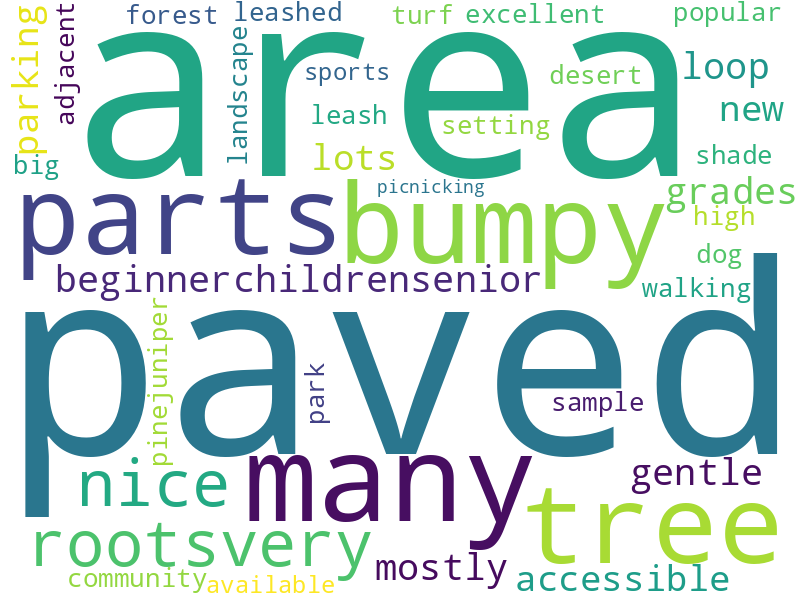 forest
leashed
turf
excellent
popular
parking
adjacent
landscape
area
sports
desert
loop
leash
new
setting
big
lots
shade
parts
bumpy
picnicking
grades
high
dog
beginnerchildrensenior
walking
paved
pinejuniper
park
sample
many
nice
gentle
tree
rootsvery
mostly
accessible
community
available